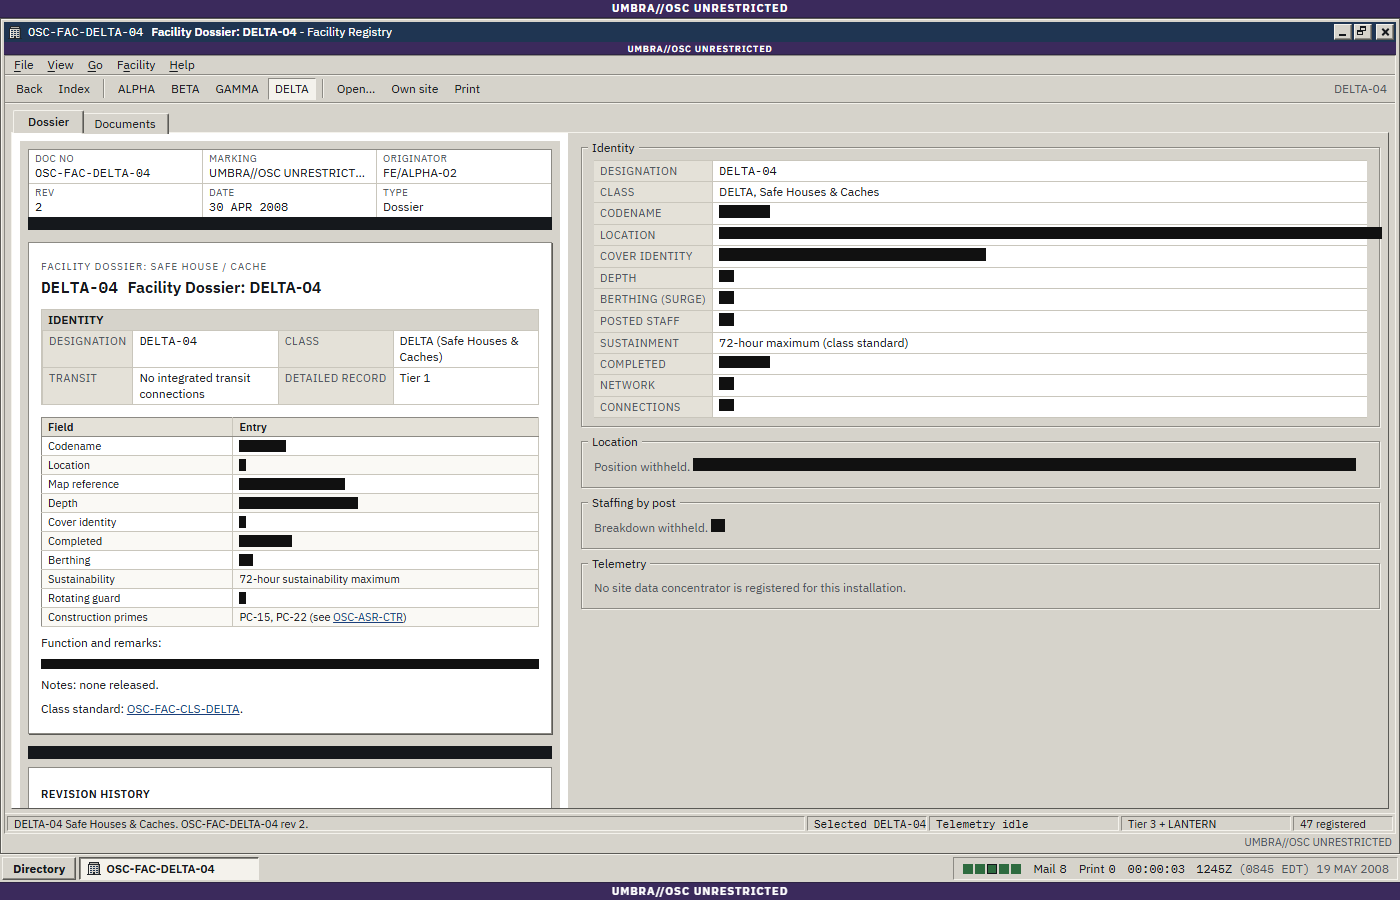 UMBRA//OSC UNRESTRICTED
OSC-FAC-DELTA-04 Facility Dossier: DELTA-04 - Facility Registry
UMBRA//OSC UNRESTRICTED
File View Go Facility Help
Back Index ALPHA BETA GAMMA DELTA Open... Own site Print DELTA-04
Dossier Documents
DOC NO MARKING ORIGINATOR
OSC-FAC-DELTA-04 UMBRA//OSC UNRESTRICT... FE/ALPHA-02
REV DATE TYPE
2 30 APR 2008 Dossier
FACILITY DOSSIER: SAFE HOUSE / CACHE
DELTA-04 Facility Dossier: DELTA-04
IDENTITY
DESIGNATION DELTA-04 CLASS DELTA (Safe Houses &
Caches)
TRANSIT No integrated transit DETAILED RECORD Tier 1
connections
Field Entry
Codename
Location
Map reference
Depth
Cover identity
Completed
Berthing
Sustainability 72-hour sustainability maximum
Rotating guard
Construction primes PC-15, PC-22 (see OSC-ASR-CTR)
Function and remarks:
Notes: none released.
Class standard: OSC-FAC-CLS-DELTA.
REVISION HISTORY
Identity
DESIGNATION DELTA-04
CLASS DELTA, Safe Houses & Caches
CODENAME
LOCATION
COVER IDENTITY
DEPTH
BERTHING (SURGE)
POSTED STAFF
SUSTAINMENT 72-hour maximum (class standard)
COMPLETED
NETWORK
CONNECTIONS
Location
Position withheld.
Staffing by post
Breakdown withheld.
Telemetry
No site data concentrator is registered for this installation.
DELTA-04 Safe Houses & Caches. OSC-FAC-DELTA-04 rev 2. Selected DELTA-04 Telemetry idle Tier 3 + LANTERN 47 registered
UMBRA//OSC UNRESTRICTED
Directory OSC-FAC-DELTA-04 Mail 8 Print 0 00:00:03 1245Z (0845 EDT) 19 MAY 2008
UMBRA//OSC UNRESTRICTED